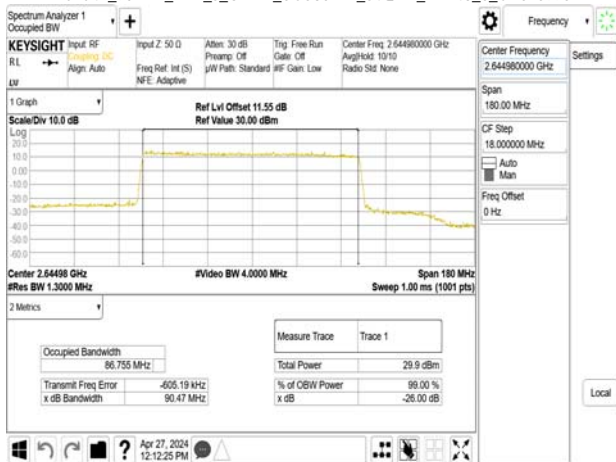 Spectrum Analyzer 1
Occupied BW
Frequency
KEYSIGHT
Input: RF
Coupling: DC
Align: Auto
RL
LV
Input Z: 50 Ω
Freq Ref: Int (S)
NFE: Adaptive
Atten: 30 dB
Preamp: Off
µW Path: Standard
Trig: Free Run
Gate: Off
#IF Gain: Low
Center Freq: 2.644980000 GHz
Avg|Hold: 10/10
Radio Std: None
Center Frequency
2.644980000 GHz
Settings
Span
180.00 MHz
CF Step
18.000000 MHz
Auto
Man
Freq Offset
0 Hz
Local
1 Graph
Scale/Div 10.0 dB
Ref Lvl Offset 11.55 dB
Ref Value 30.00 dBm
Log
20.0
10.0
0.00
-10.0
-20.0
-30.0
-40.0
-50.0
-60.0
Center 2.64498 GHz
#Res BW 1.3000 MHz
#Video BW 4.0000 MHz
Span 180 MHz
Sweep 1.00 ms (1001 pts)
2 Metrics
Measure Trace Trace 1
Occupied Bandwidth
86.755 MHz
Total Power 29.9 dBm
Transmit Freq Error -605.19 kHz
% of OBW Power 99.00 %
x dB Bandwidth 90.47 MHz
x dB -26.00 dB
Apr 27, 2024
12:12:25 PM